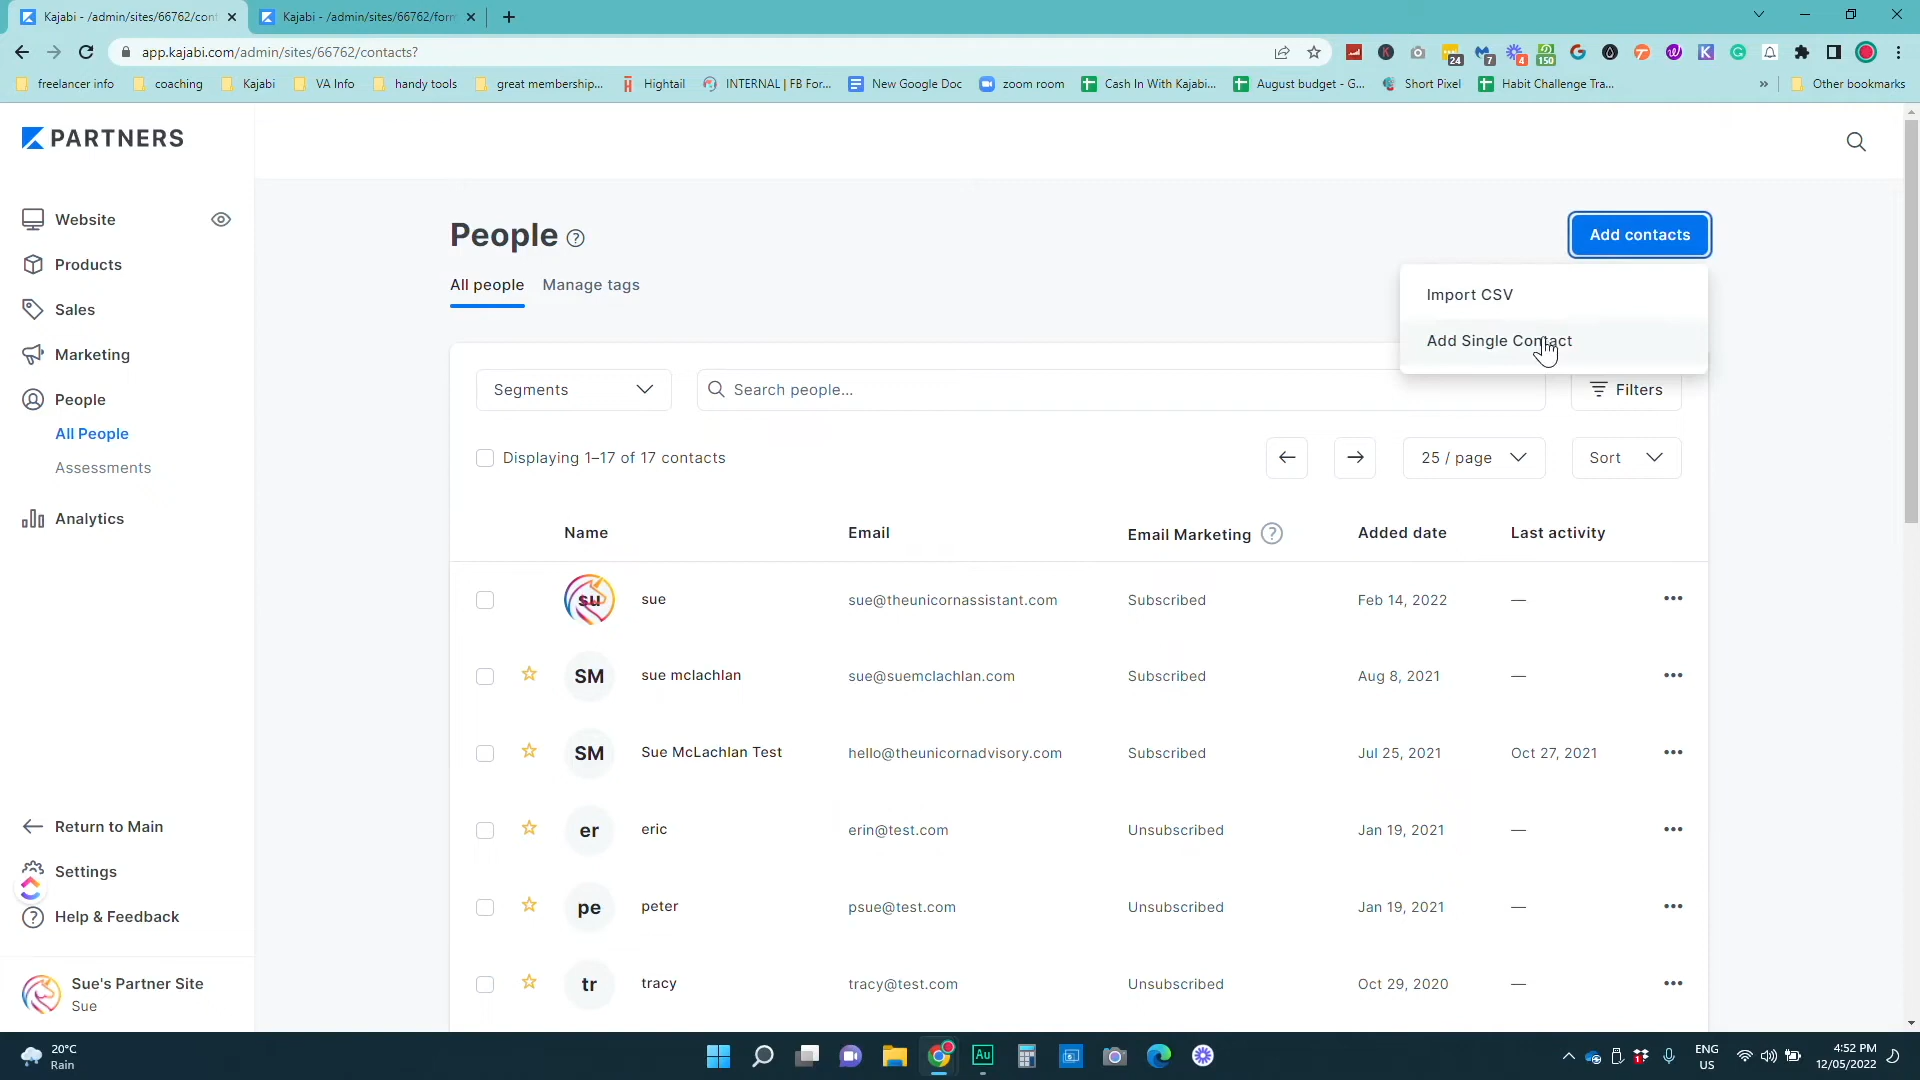 Kajabi - /admin/sites/66762/cont
Kajabi - /admin/sites/66762/form
app.kajabi.com/admin/sites/66762/contacts?
24
7
4
150
freelancer info
coaching
Kajabi
VA Info
handy tools
great membership...
Hightail
INTERNAL | FB For...
New Google Doc
zoom room
Cash In With Kajabi...
August budget - G...
Short Pixel
Habit Challenge Tra...
Other bookmarks
PARTNERS
Website
Products
Sales
Marketing
People
All People
Assessments
Analytics
Return to Main
Settings
Help & Feedback
Sue's Partner Site
Sue
People
Add contacts
All people
Manage tags
Import CSV
Add Single Contact
Segments
Search people...
Filters
Displaying 1–17 of 17 contacts
25 / page
Sort
Name Email Email Marketing Added date Last activity
su sue sue@theunicornassistant.com Subscribed Feb 14, 2022 —
SM sue mclachlan sue@suemclachlan.com Subscribed Aug 8, 2021 —
SM Sue McLachlan Test hello@theunicornadvisory.com Subscribed Jul 25, 2021 Oct 27, 2021
er eric erin@test.com Unsubscribed Jan 19, 2021 —
pe peter psue@test.com Unsubscribed Jan 19, 2021 —
tr tracy tracy@test.com Unsubscribed Oct 29, 2020 —
20°C
Rain
Au
ENG
US
4:52 PM
12/05/2022